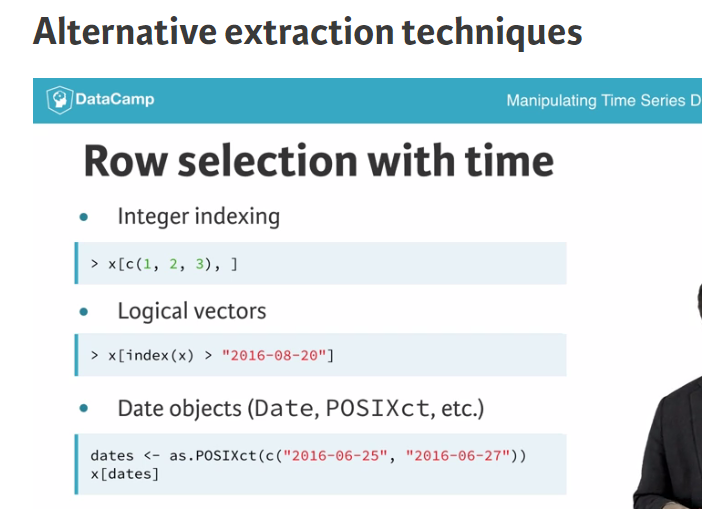 Alternative extraction techniques
DataCamp
Manipulating Time Series D
Row selection with time
• Integer indexing
> x[c(1, 2, 3), ]
• Logical vectors
> x[index(x) > "2016-08-20"]
• Date objects (Date, POSIXct, etc.)
dates <- as.POSIXct(c("2016-06-25", "2016-06-27"))
x[dates]